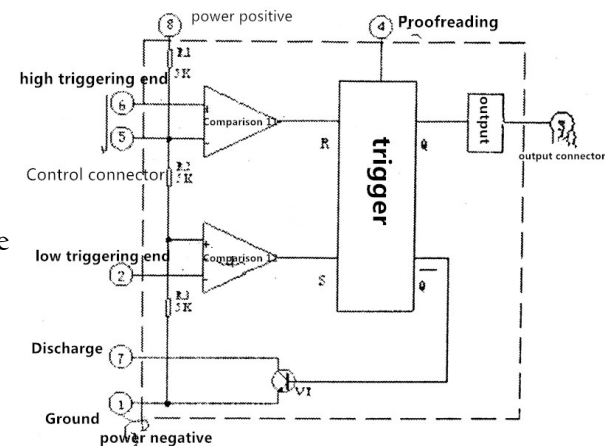 8
power positive
4
Proofreading
R1
5K
high triggering end
6
+
Comparison 11
-
5
R
Q
output
output connector
trigger
Control connector
R2
5K
e
low triggering end
+
Comparison 12
-
2
S
Q
R3
5K
Discharge
7
V1
1
Ground
power negative